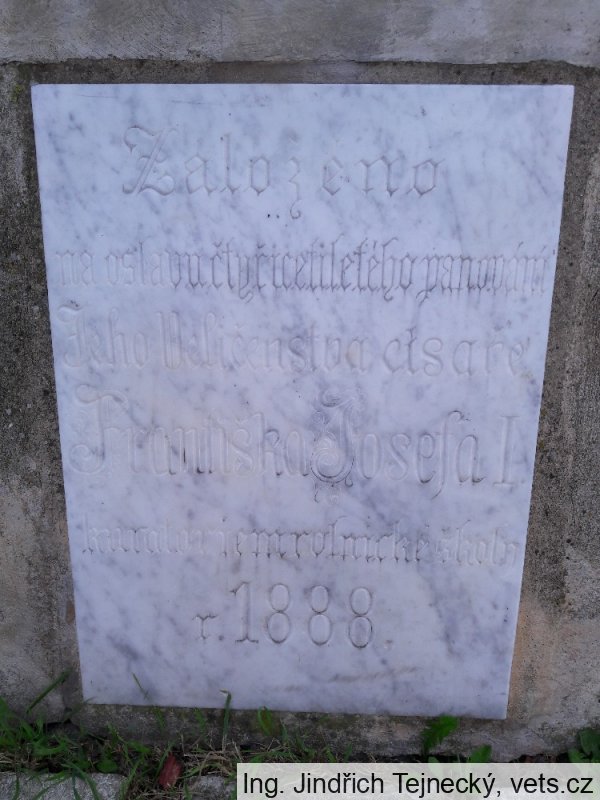 Založeno
na oslavu čtyřicetiletého panování
Jeho Veličenstva císaře
Františka Josefa I.
kuratoriem rolnické školy
r. 1888.
Ing. Jindřich Tejnecký, vets.cz